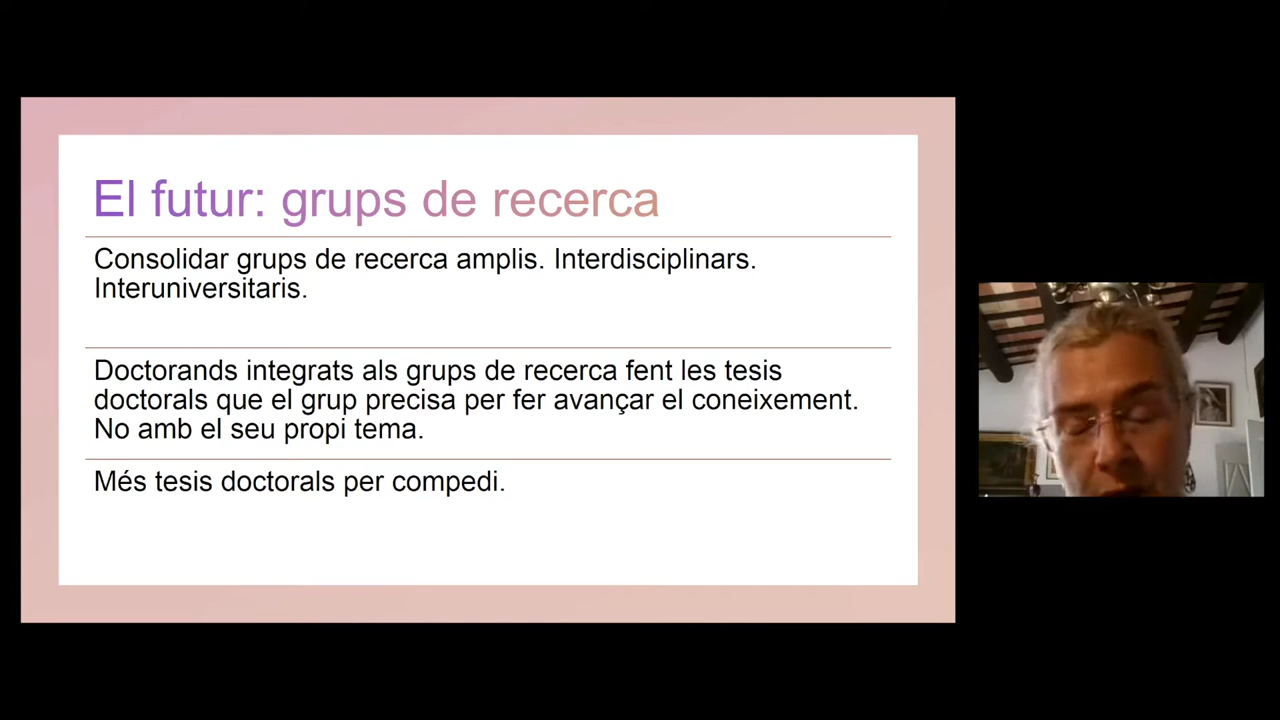 El futur: grups de recerca
Consolidar grups de recerca amplis. Interdisciplinars.
Interuniversitaris.
Doctorands integrats als grups de recerca fent les tesis
doctorals que el grup precisa per fer avançar el coneixement.
No amb el seu propi tema.
Més tesis doctorals per compedi.